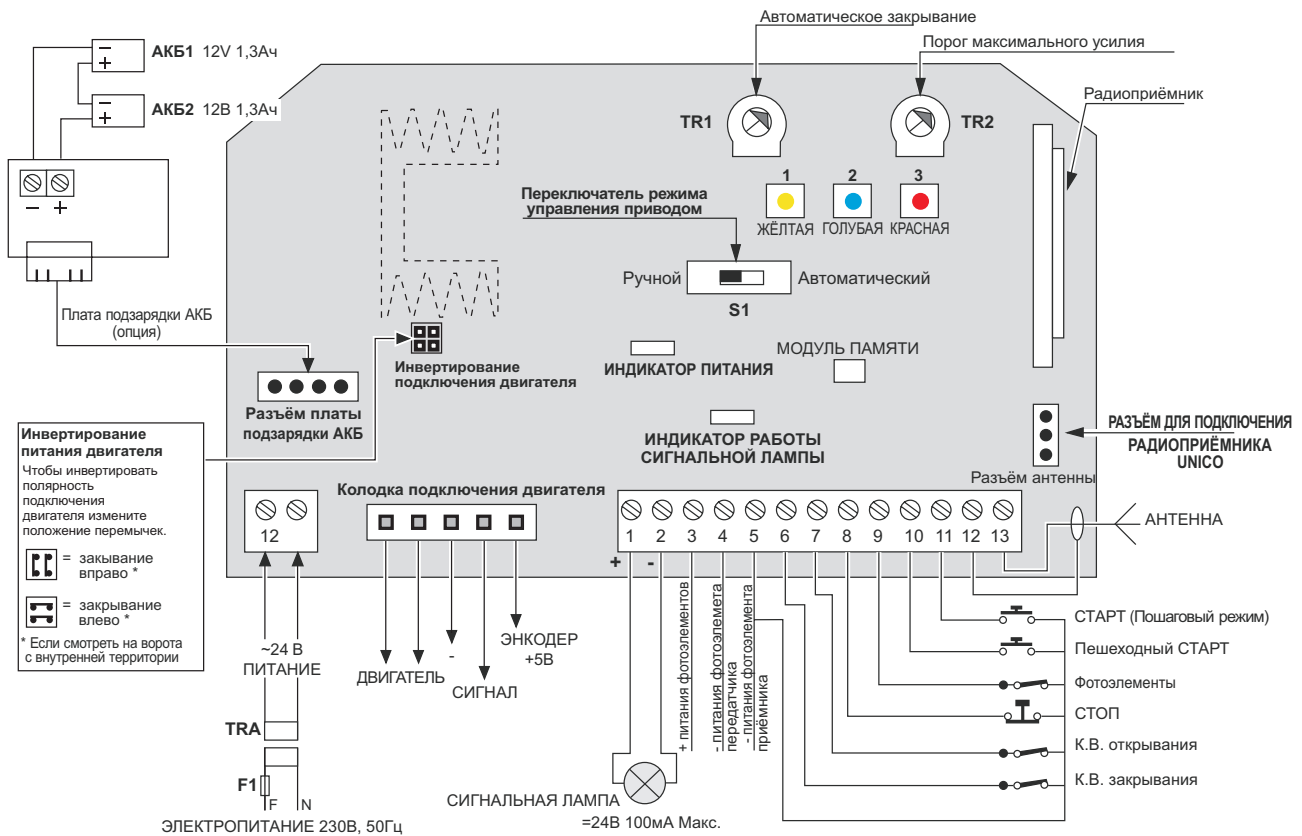 Автоматическое закрывание
Порог максимального усилия
Радиоприёмник
АКБ1 12V 1,3Ач
АКБ2 12В 1,3Ач
− +
− +
− +
TR1
TR2
1 2 3
ЖЁЛТАЯ ГОЛУБАЯ КРАСНАЯ
Переключатель режима
управления приводом
Ручной
Автоматический
S1
Плата подзарядки АКБ
(опция)
Инвертирование
подключения двигателя
ИНДИКАТОР ПИТАНИЯ
МОДУЛЬ ПАМЯТИ
Разъём платы
подзарядки АКБ
ИНДИКАТОР РАБОТЫ
СИГНАЛЬНОЙ ЛАМПЫ
РАЗЪЁМ ДЛЯ ПОДКЛЮЧЕНИЯ
РАДИОПРИЁМНИКА
UNICO
Разъём антенны
Инвертирование
питания двигателя
Чтобы инвертировать
полярность
подключения
двигателя измените
положение перемычек.
= закывание
вправо *
= закрывание
влево *
* Если смотреть на ворота
с внутренней территории
12
Колодка подключения двигателя
1 2 3 4 5 6 7 8 9 10 11 12 13
+ -
АНТЕННА
~24 В
ПИТАНИЕ
ДВИГАТЕЛЬ
-
СИГНАЛ
ЭНКОДЕР
+5В
+ питания фотоэлементов
- питания фотоэлемета
передатчика
- питания фотоэлемента
приёмника
СТАРТ (Пошаговый режим)
Пешеходный СТАРТ
Фотоэлементы
СТОП
К.В. открывания
К.В. закрывания
TRA
F1
F N
ЭЛЕКТРОПИТАНИЕ 230В, 50Гц
СИГНАЛЬНАЯ ЛАМПА
=24В 100мА Макс.